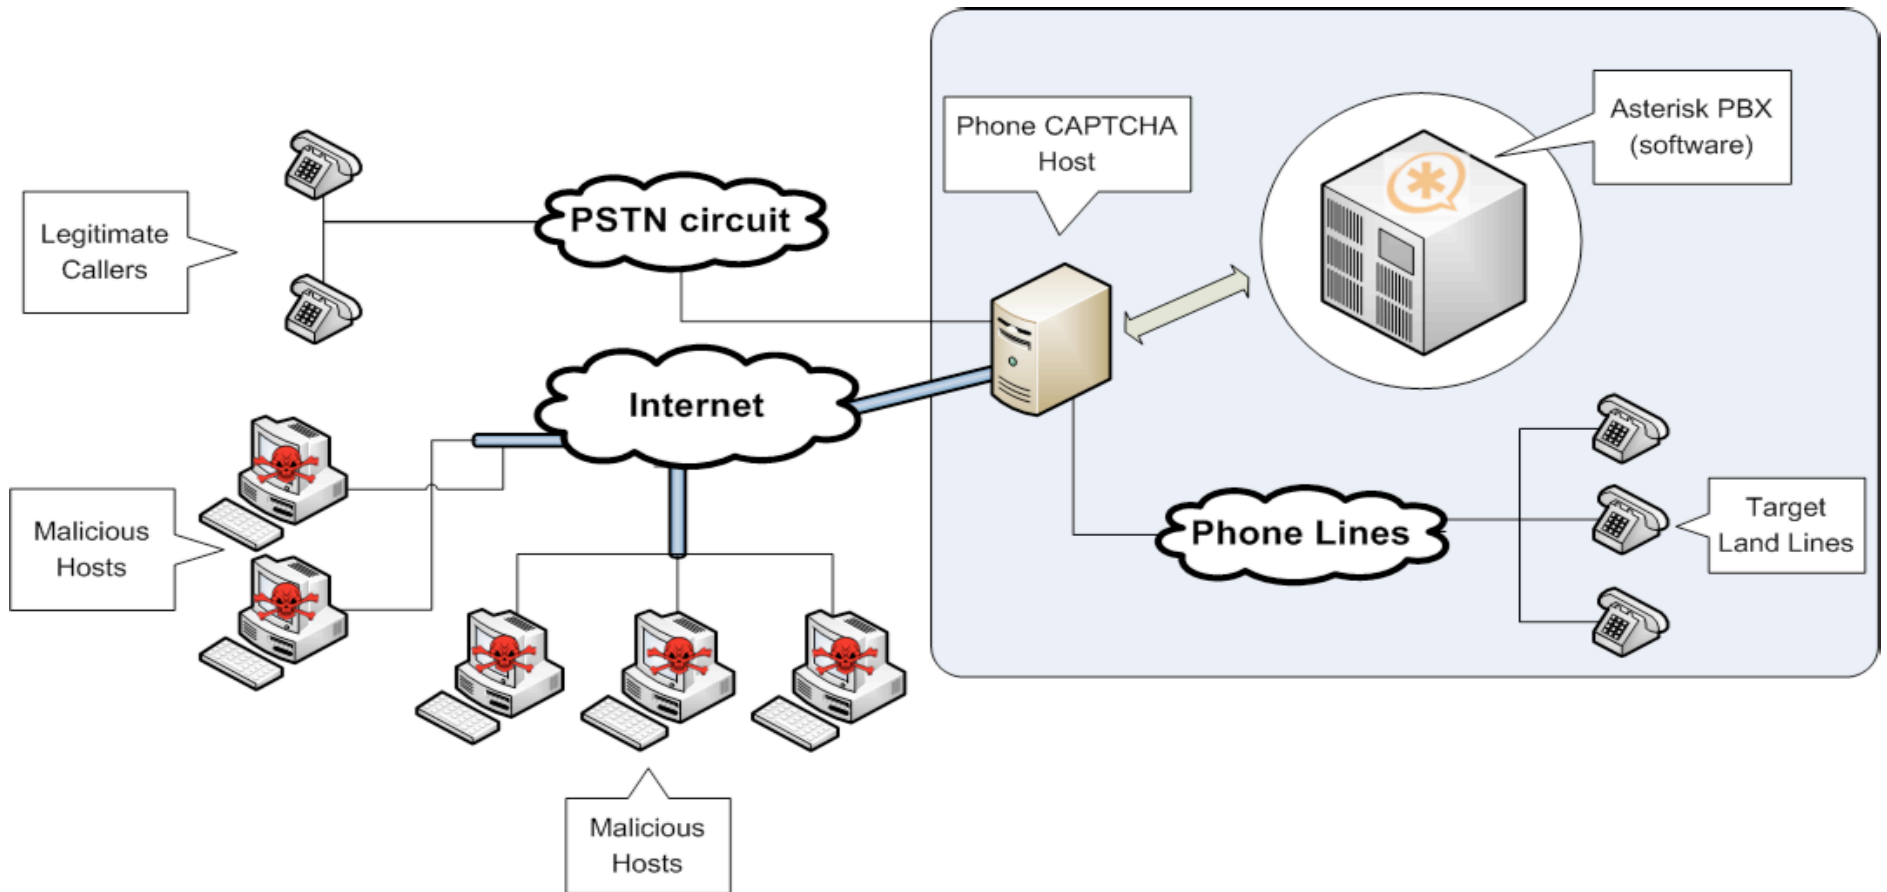 Phone CAPTCHA
Host
Asterisk PBX
(software)
Legitimate
Callers
PSTN circuit
Internet
Malicious
Hosts
Phone Lines
Target
Land Lines
Malicious
Hosts